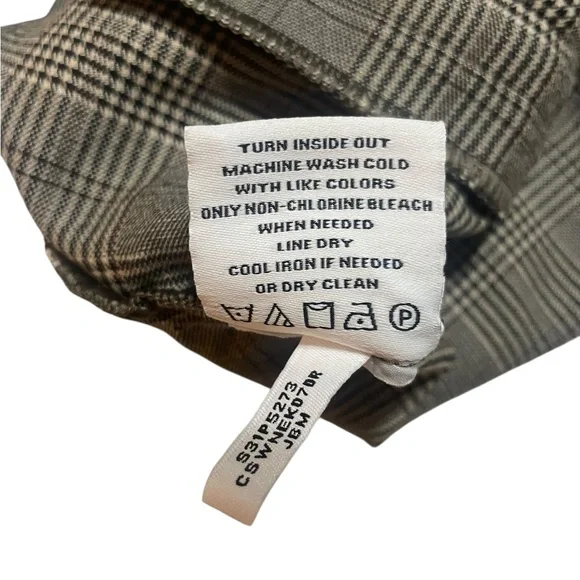 TURN INSIDE OUT
MACHINE WASH COLD
WITH LIKE COLORS
ONLY NON-CHLORINE BLEACH
WHEN NEEDED
LINE DRY
COOL IRON IF NEEDED
OR DRY CLEAN
P
S31P5273
CSWNEKD7DR
JBM